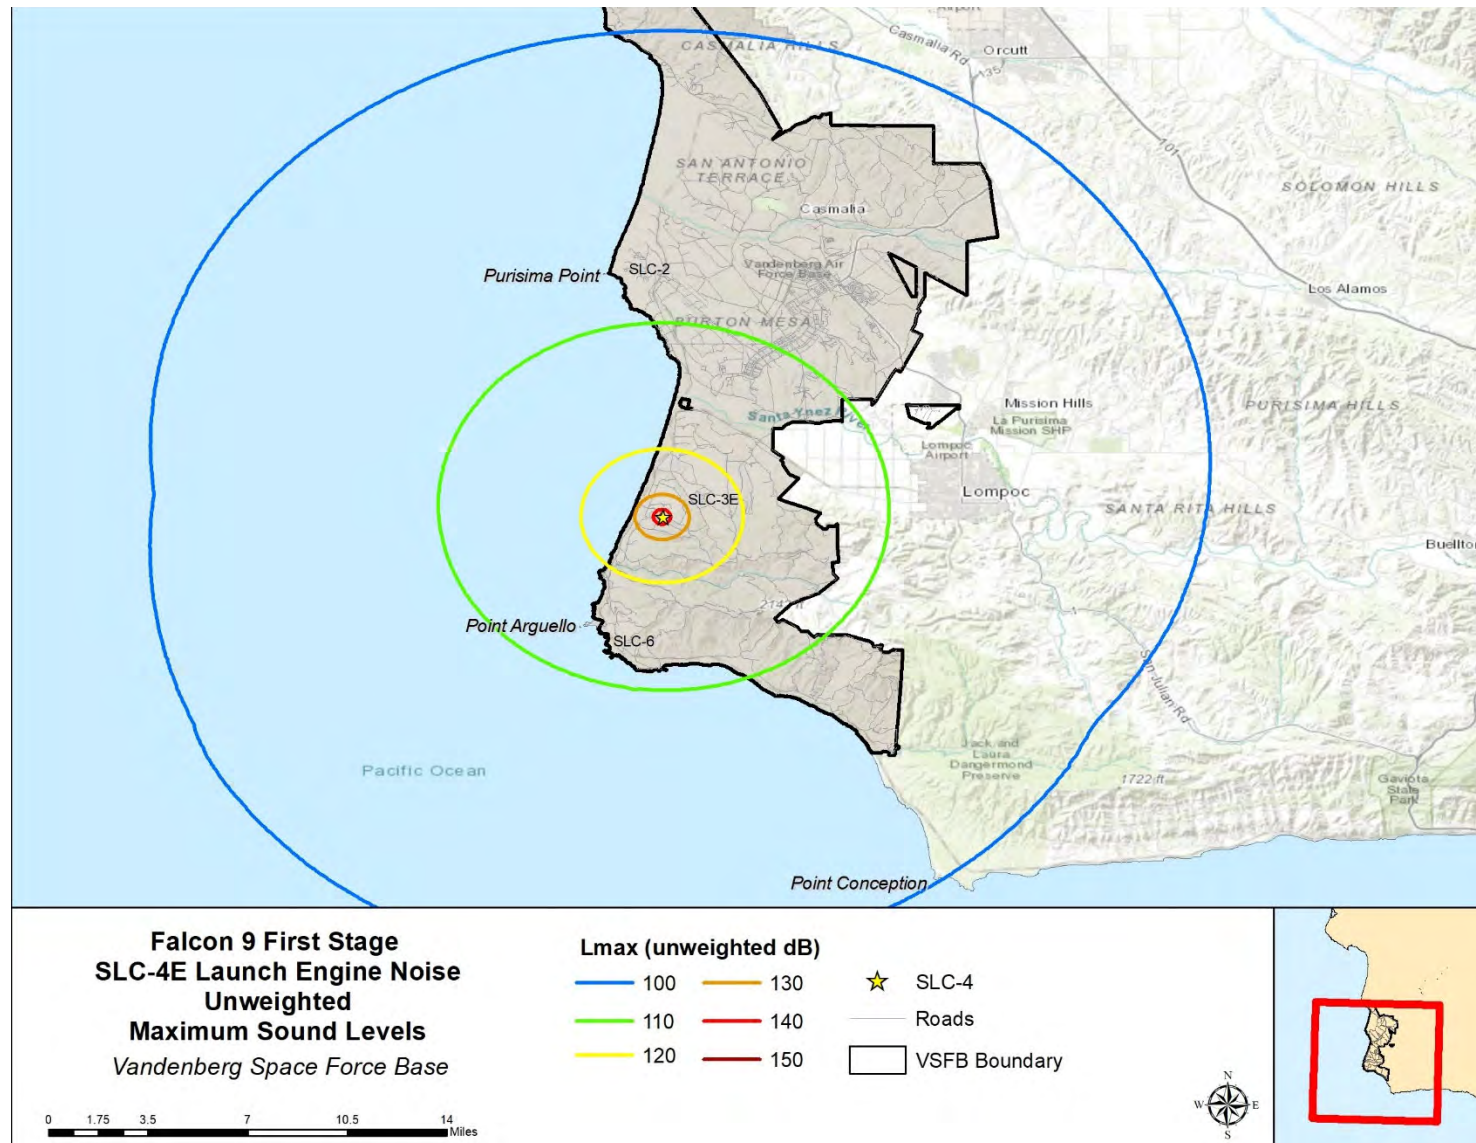 Airport
CASMALIA HILLS
Casmalia Rd
Orcutt
135
101
SAN ANTONIO
TERRACE
SOLOMON HILLS
Casmalia
Purisima Point
SLC-2
Vandenberg Air
Force Base
Los Alamos
BURTON MESA
Mission Hills
La Purisima
Mission SHP
PURISIMA HILLS
Santa Ynez River
Lompoc
Airport
SLC-3E
Lompoc
SANTA RITA HILLS
Buellton
Point Arguello
SLC-6
San Julian Rd
1
Pacific Ocean
Jack and
Laura
Dangermond
Preserve
1722 ft
Gaviota
State
Park
Point Conception
Falcon 9 First Stage
SLC-4E Launch Engine Noise
Unweighted
Maximum Sound Levels
Vandenberg Space Force Base
0 1.75 3.5 7 10.5 14
Miles
Lmax (unweighted dB)
100 130
110 140
120 150
SLC-4
Roads
VSFB Boundary
N
W E
S